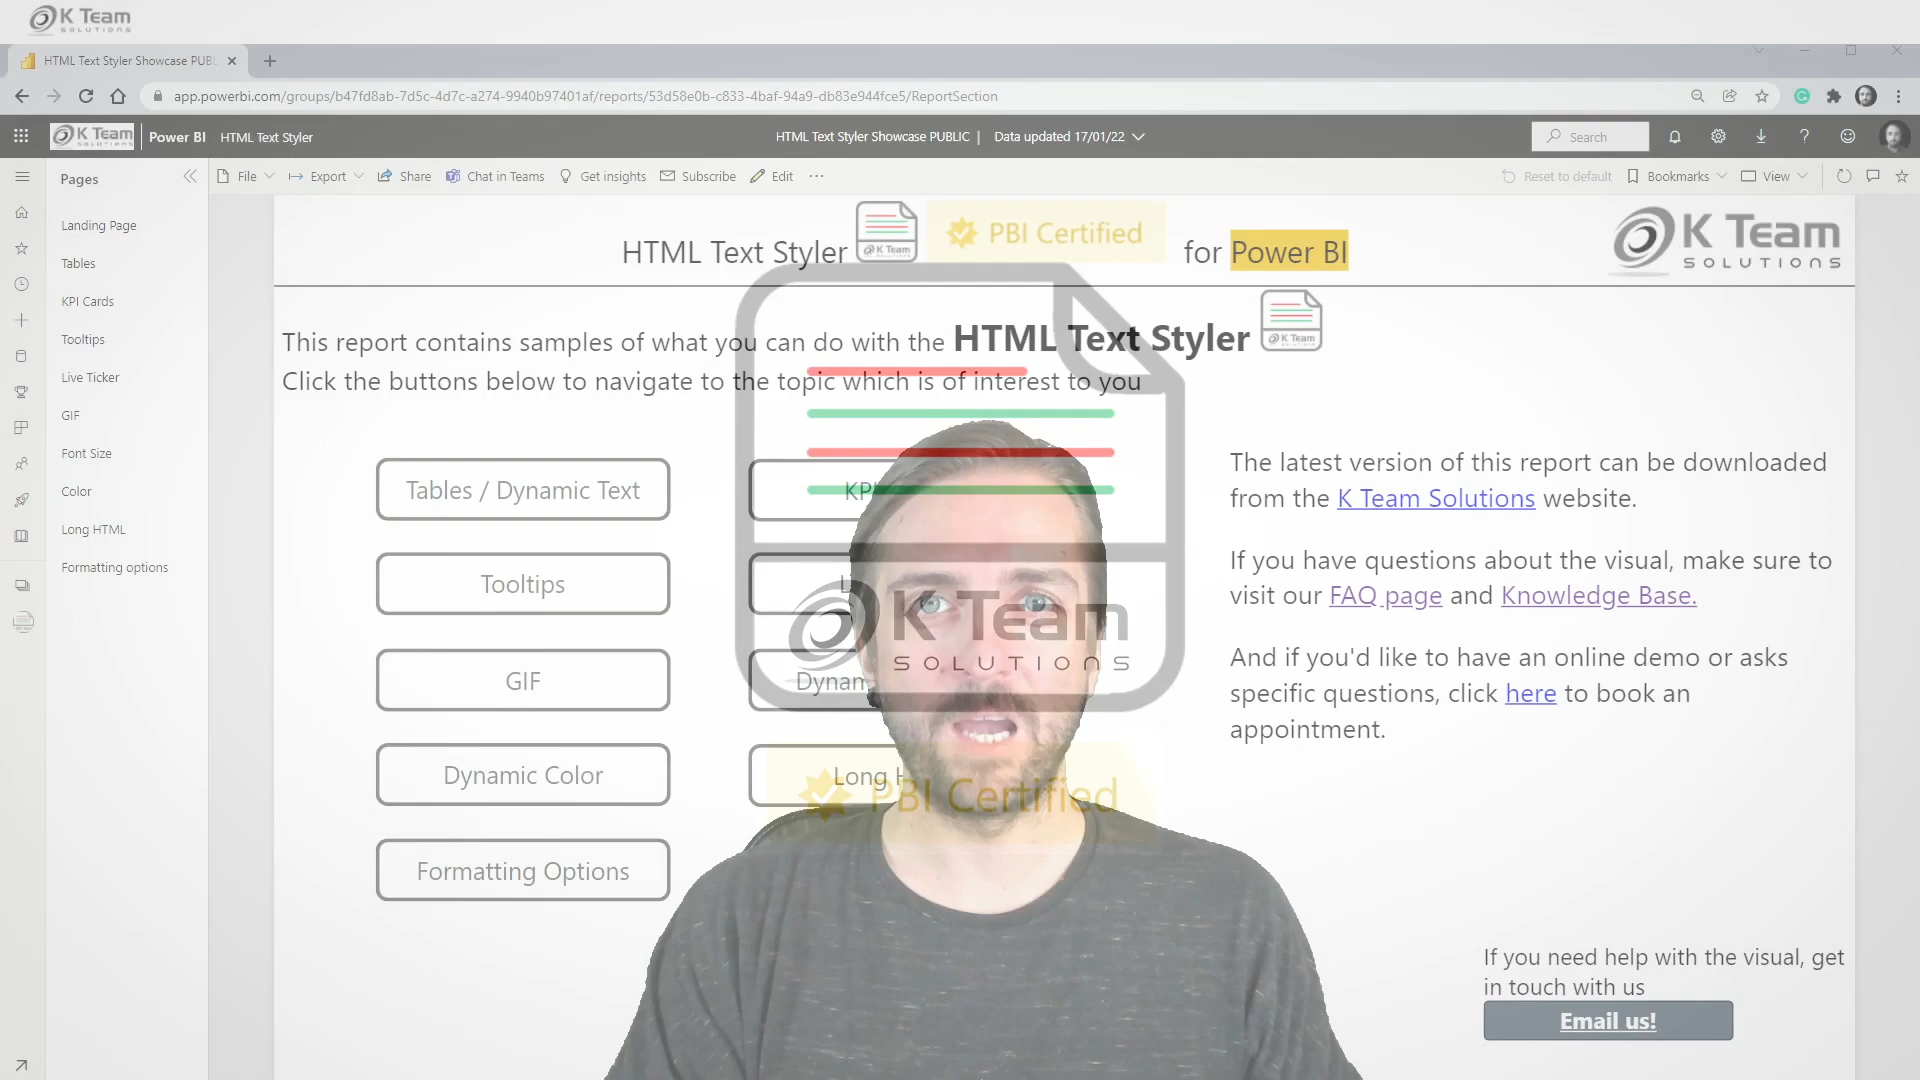 K Team
SOLUTIONS
HTML Text Styler Showcase PUBL
app.powerbi.com/groups/b47fd8ab-7d5c-4d7c-a274-9940b97401af/reports/53d58e0b-c833-4baf-94a9-db83e944fce5/ReportSection
K Team
SOLUTIONS
Power BI
HTML Text Styler
HTML Text Styler Showcase PUBLIC | Data updated 17/01/22
Search
Pages
File
Export
Share
Chat in Teams
Get insights
Subscribe
Edit
Reset to default
Bookmarks
View
Landing Page
Tables
KPI Cards
Tooltips
Live Ticker
GIF
Font Size
Color
Long HTML
Formatting options
HTML Text Styler
K Team
PBI Certified
for Power BI
K Team
SOLUTIONS
This report contains samples of what you can do with the HTML Text Styler
K Team
Click the buttons below to navigate to the topic which is of interest to you
Tables / Dynamic Text
KPI
Tooltips
GIF
Dynam
Dynamic Color
Long H
Formatting Options
K Team
SOLUTIONS
PBI Certified
The latest version of this report can be downloaded
from the K Team Solutions website.
If you have questions about the visual, make sure to
visit our FAQ page and Knowledge Base.
And if you'd like to have an online demo or asks
specific questions, click here to book an
appointment.
If you need help with the visual, get
in touch with us
Email us!